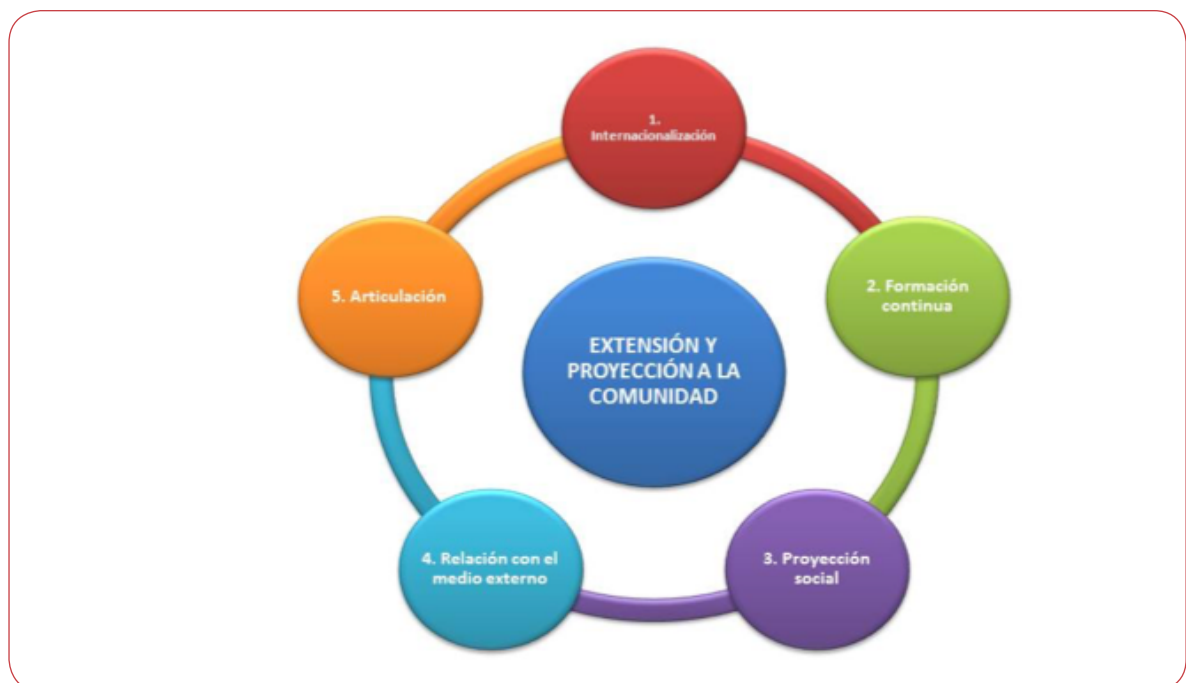 1.
Internacionalización
2. Formación
continua
3. Proyección
social
4. Relación con el
medio externo
5. Articulación
EXTENSIÓN Y
PROYECCIÓN A LA
COMUNIDAD